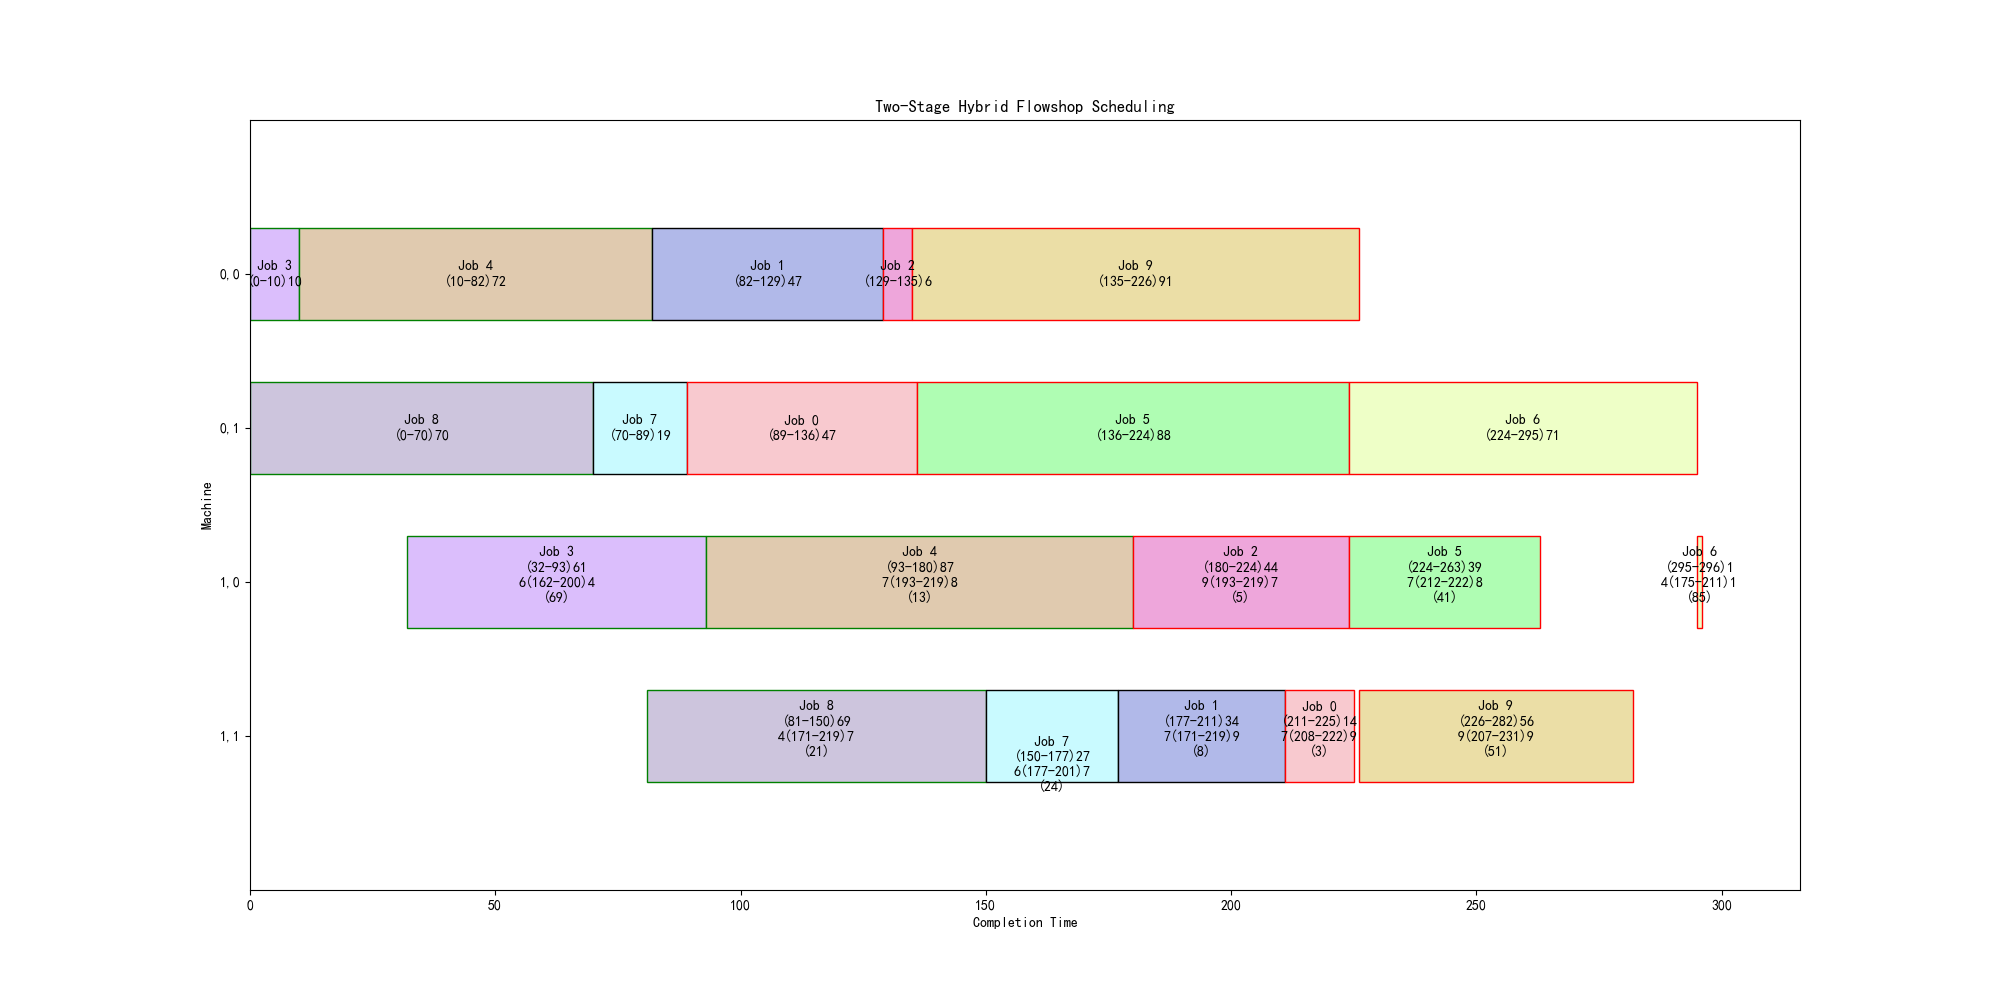 Two-Stage Hybrid Flowshop Scheduling
Machine
0,0
Job 3
(0-10)10
Job 4
(10-82)72
Job 1
(82-129)47
Job 2
(129-135)6
Job 9
(135-226)91
0,1
Job 8
(0-70)70
Job 7
(70-89)19
Job 0
(89-136)47
Job 5
(136-224)88
Job 6
(224-295)71
1,0
Job 3
(32-93)61
6(162-200)4
(69)
Job 4
(93-180)87
7(193-219)8
(13)
Job 2
(180-224)44
9(193-219)7
(5)
Job 5
(224-263)39
7(212-222)8
(41)
Job 6
(295-296)1
4(175-211)1
(85)
1,1
Job 8
(81-150)69
4(171-219)7
(21)
Job 7
(150-177)27
6(177-201)7
(24)
Job 1
(177-211)34
7(171-219)9
(8)
Job 0
(211-225)14
7(208-222)9
(3)
Job 9
(226-282)56
9(207-231)9
(51)
0
50
100
150
200
250
300
Completion Time